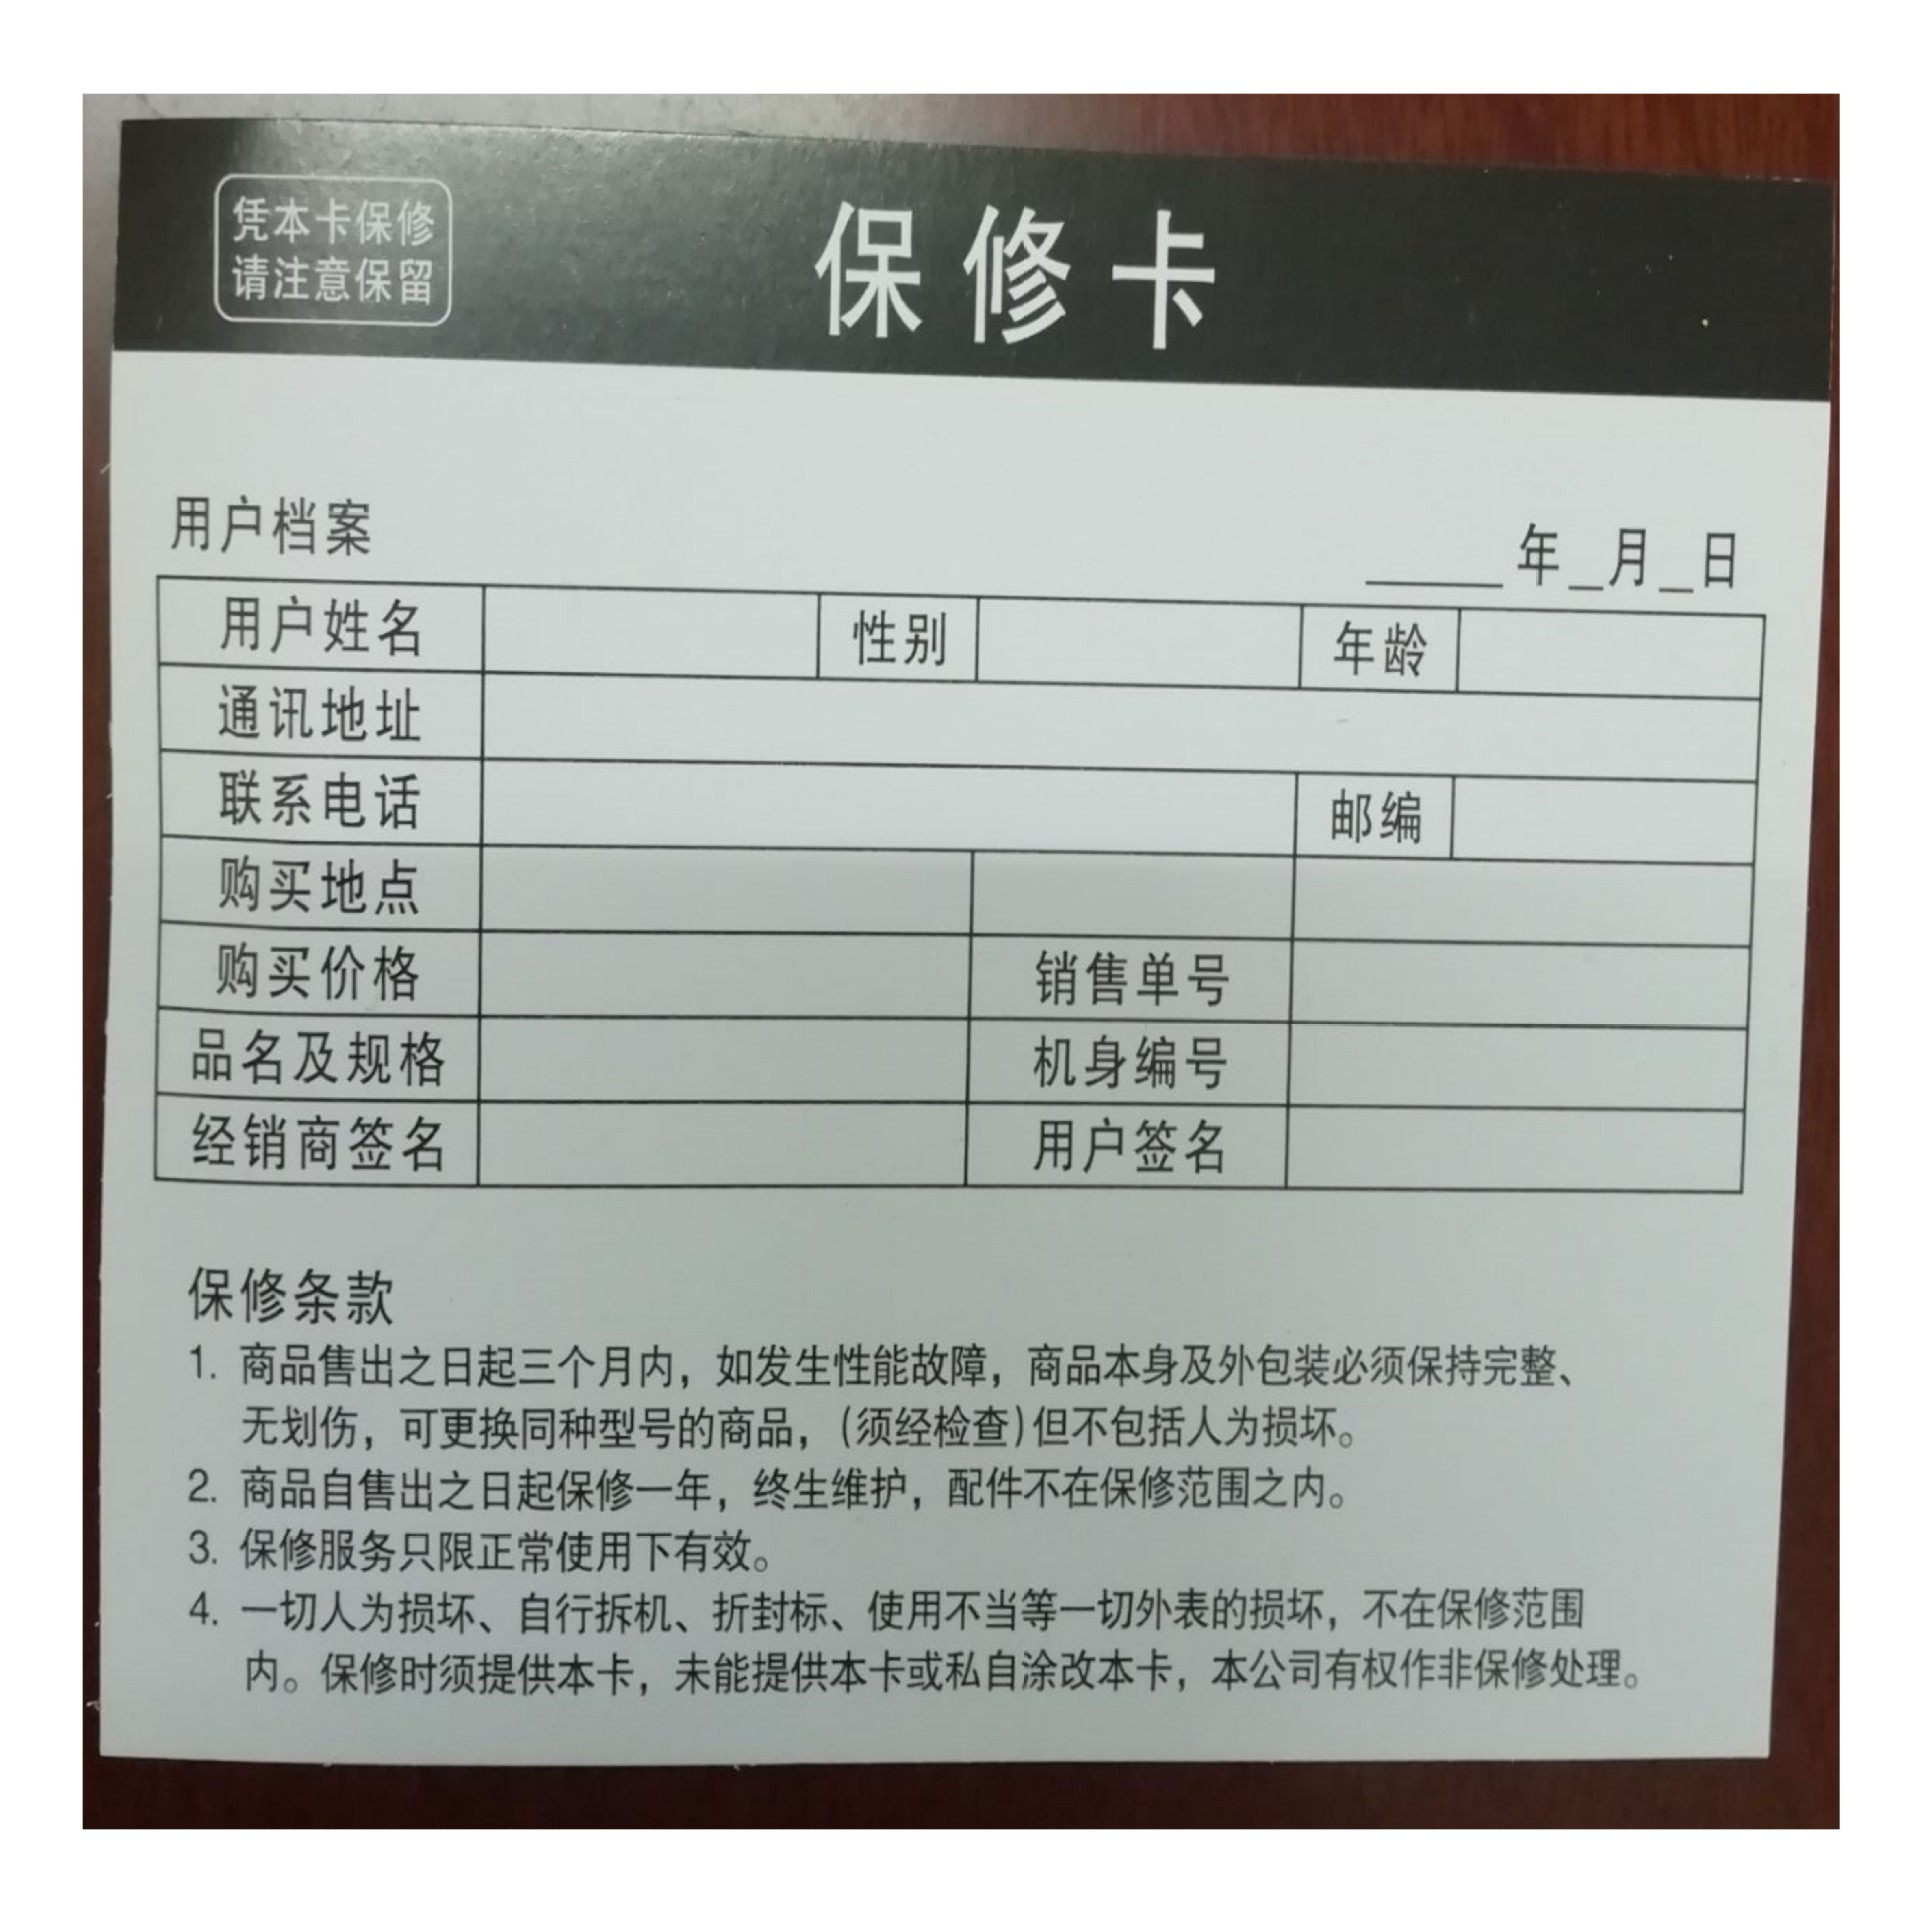 凭本卡保修
请注意保留
保修卡
用户档案
_____年_月_日
用户姓名 性别 年龄
通讯地址
联系电话 邮编
购买地点
购买价格 销售单号
品名及规格 机身编号
经销商签名 用户签名
保修条款
1. 商品售出之日起三个月内，如发生性能故障，商品本身及外包装必须保持完整、
无划伤，可更换同种型号的商品，(须经检查)但不包括人为损坏。
2. 商品自售出之日起保修一年，终生维护，配件不在保修范围之内。
3. 保修服务只限正常使用下有效。
4. 一切人为损坏、自行拆机、折封标、使用不当等一切外表的损坏，不在保修范围
内。保修时须提供本卡，未能提供本卡或私自涂改本卡，本公司有权作非保修处理。